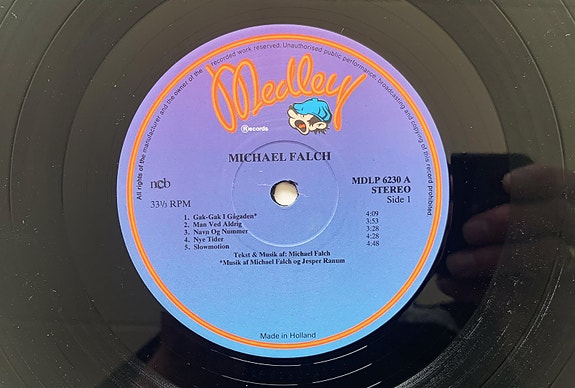 All rights of the manufacturer and the owner of the recorded work reserved. Unauthorised public performance, broadcasting and copying of this record prohibited
Medley
Records
MICHAEL FALCH
MDLP 6230 A
STEREO
Side 1
ncb
33⅓ RPM
1. Gak-Gak I Gågaden* 4:09
2. Man Ved Aldrig 3:53
3. Navn Og Nummer 3:28
4. Nye Tider 4:28
5. Slowmotion 4:48
Tekst & Musik af: Michael Falch
*Musik af Michael Falch og Jesper Ranum
Made in Holland